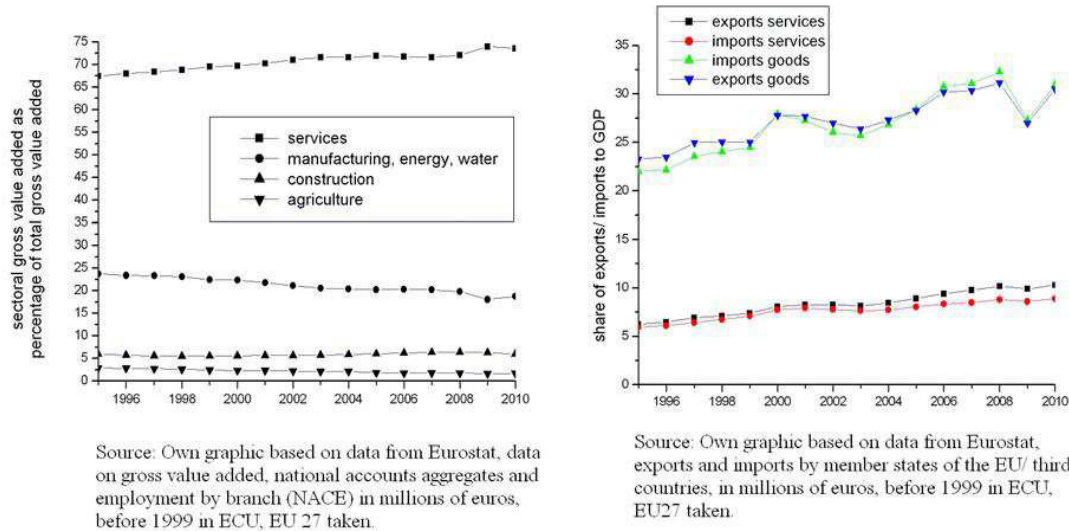 sectoral gross value added as
percentage of total gross value added
75
70
65
60
55
50
45
40
35
30
25
20
15
10
5
0
services
manufacturing, energy, water
construction
agriculture
1996 1998 2000 2002 2004 2006 2008 2010
Source: Own graphic based on data from Eurostat, data
on gross value added, national accounts aggregates and
employment by branch (NACE) in millions of euros,
before 1999 in ECU, EU 27 taken.
exports services
imports services
imports goods
exports goods
share of exports/ imports to GDP
35
30
25
20
15
10
5
0
1996 1998 2000 2002 2004 2006 2008 2010
Source: Own graphic based on data from Eurostat,
exports and imports by member states of the EU/ third
countries, in millions of euros, before 1999 in ECU,
EU27 taken.